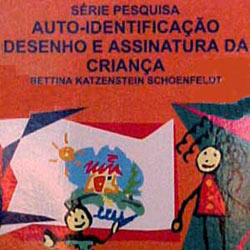 SÉRIE PESQUISA
AUTO-IDENTIFICAÇÃO
DESENHO E ASSINATURA DA
CRIANÇA
BETTINA KATZENSTEIN SCHOENFELDT